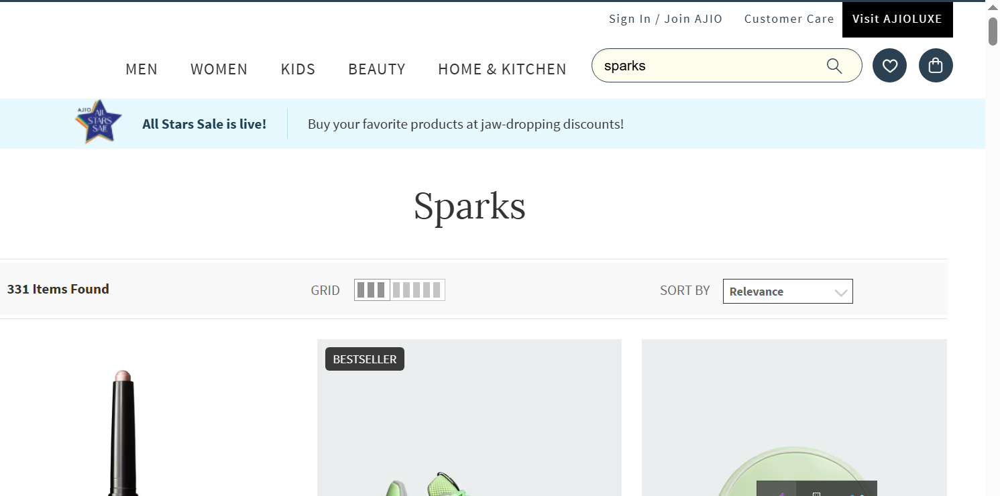 Sign In / Join AJIO Customer Care Visit AJIOLUXE
MEN WOMEN KIDS BEAUTY HOME & KITCHEN sparks
AJIO ALL STARS SALE
All Stars Sale is live! Buy your favorite products at jaw-dropping discounts!
Sparks
331 Items Found GRID SORT BY Relevance
BESTSELLER